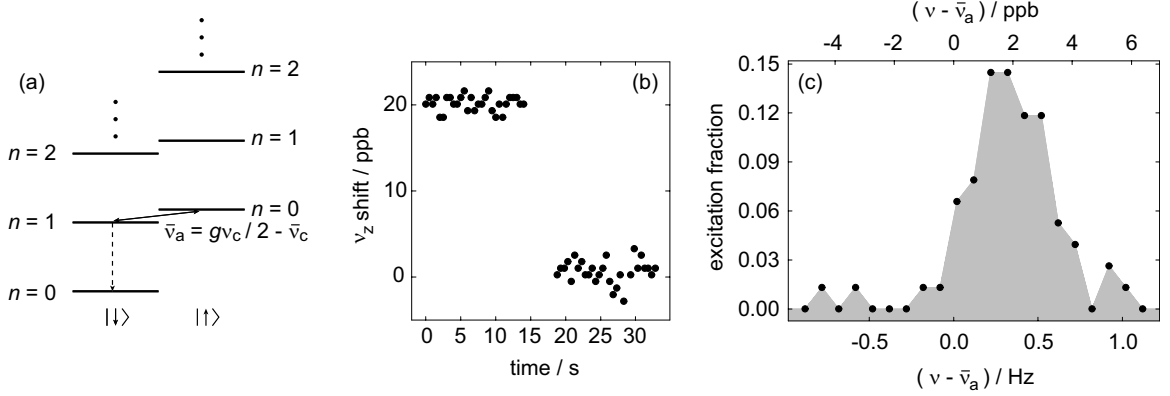 (a)
n = 2
n = 1
n = 2
n = 0
n = 1
ν̄a = gνc / 2 - ν̄c
n = 0
|↓⟩
|↑⟩
(b)
νz shift / ppb
20
10
0
0 5 10 15 20 25 30
time / s
(c)
( ν - ν̄a ) / ppb
-4 -2 0 2 4 6
excitation fraction
0.15
0.12
0.09
0.06
0.03
0.00
-0.5 0.0 0.5 1.0
( ν - ν̄a ) / Hz